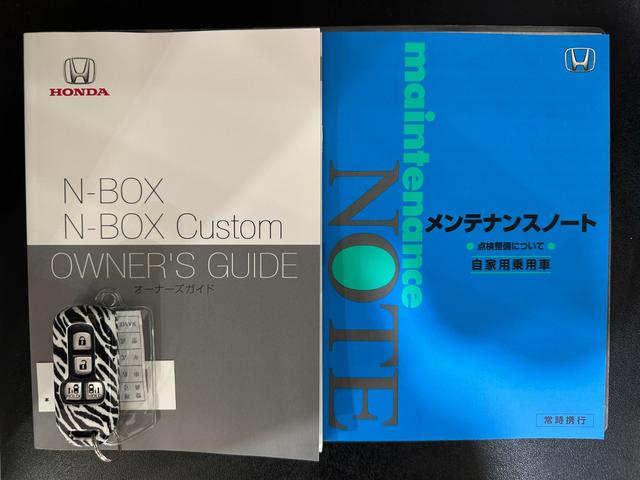 HONDA
N-BOX
N-BOX Custom
OWNER'S GUIDE
オーナーズガイド
NAME
maintenance
NOTE
メンテナンスノート
点検整備について
自家用乗用車
常時携行